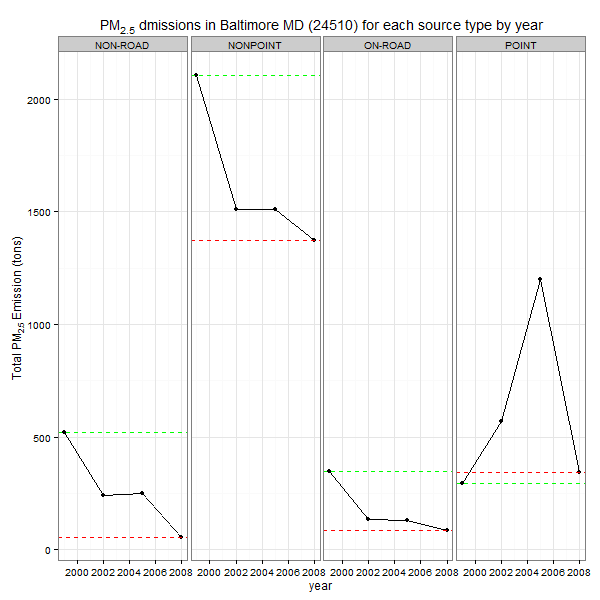 PM2.5 dmissions in Baltimore MD (24510) for each source type by year
NON-ROAD NONPOINT ON-ROAD POINT
Total PM2.5 Emission (tons)
2000
1500
1000
500
0
2000 2002 2004 2006 2008 2000 2002 2004 2006 2008 2000 2002 2004 2006 2008 2000 2002 2004 2006 2008
year